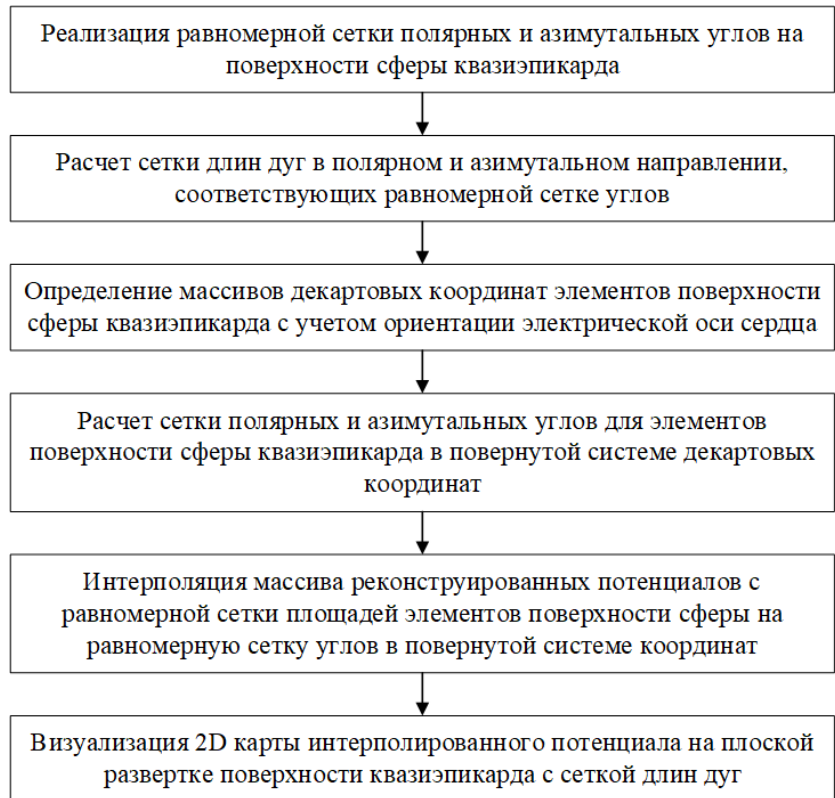 Реализация равномерной сетки полярных и азимутальных углов на
поверхности сферы квазиэпикарда
Расчет сетки длин дуг в полярном и азимутальном направлении,
соответствующих равномерной сетке углов
Определение массивов декартовых координат элементов поверхности
сферы квазиэпикарда с учетом ориентации электрической оси сердца
Расчет сетки полярных и азимутальных углов для элементов
поверхности сферы квазиэпикарда в повернутой системе декартовых
координат
Интерполяция массива реконструированных потенциалов с
равномерной сетки площадей элементов поверхности сферы на
равномерную сетку углов в повернутой системе координат
Визуализация 2D карты интерполированного потенциала на плоской
развертке поверхности квазиэпикарда с сеткой длин дуг